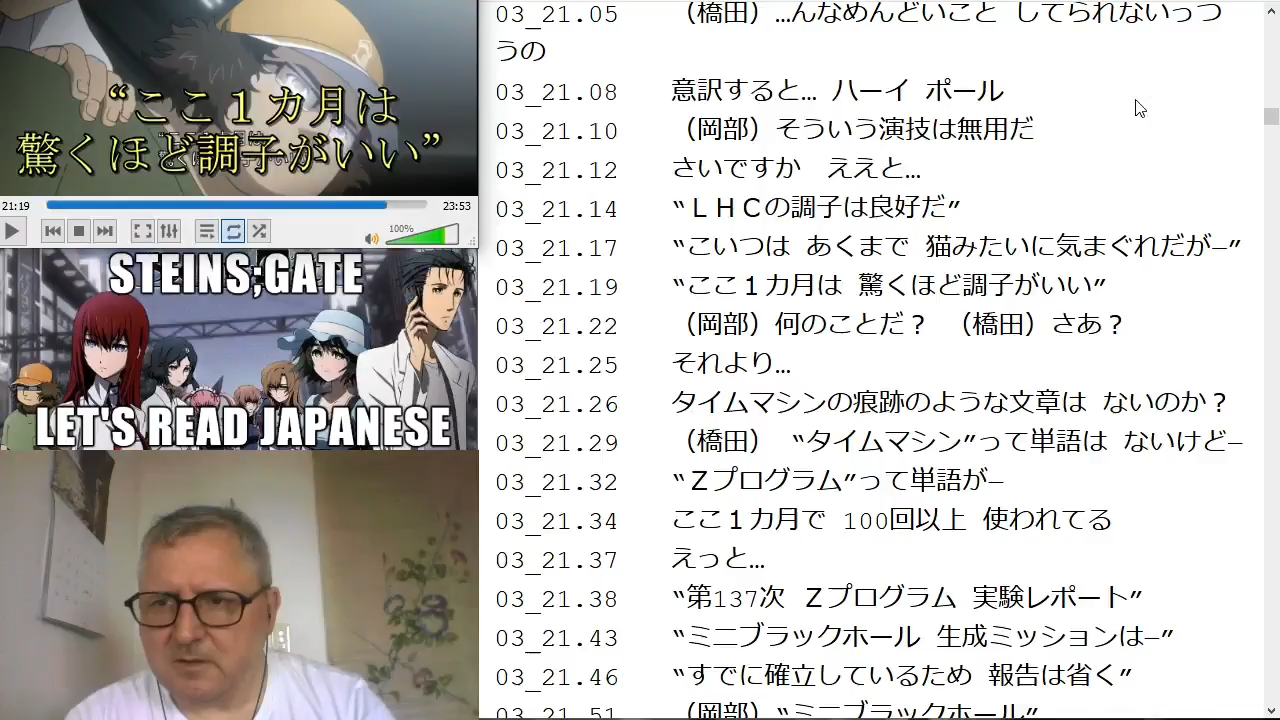 “ここ１カ月は
驚くほど調子がいい”
21:19
23:53
100%
STEINS;GATE
LET'S READ JAPANESE
03_21.05 （橋田）…んなめんどいこと してられないっつ
うの
03_21.08 意訳すると… ハーイ ポール
03_21.10 （岡部）そういう演技は無用だ
03_21.12 さいですか　ええと…
03_21.14 “ＬＨＣの調子は良好だ”
03_21.17 “こいつは あくまで 猫みたいに気まぐれだが―”
03_21.19 “ここ１カ月は 驚くほど調子がいい”
03_21.22 （岡部）何のことだ？ （橋田）さあ？
03_21.25 それより…
03_21.26 タイムマシンの痕跡のような文章は ないのか？
03_21.29 （橋田） “タイムマシン”って単語は ないけど―
03_21.32 “Ｚプログラム”って単語が―
03_21.34 ここ１カ月で 100回以上 使われてる
03_21.37 えっと…
03_21.38 “第137次 Ｚプログラム 実験レポート”
03_21.43 “ミニブラックホール 生成ミッションは―”
03_21.46 “すでに確立しているため 報告は省く”
03_21.51 （岡部）“ミニブラックホール”